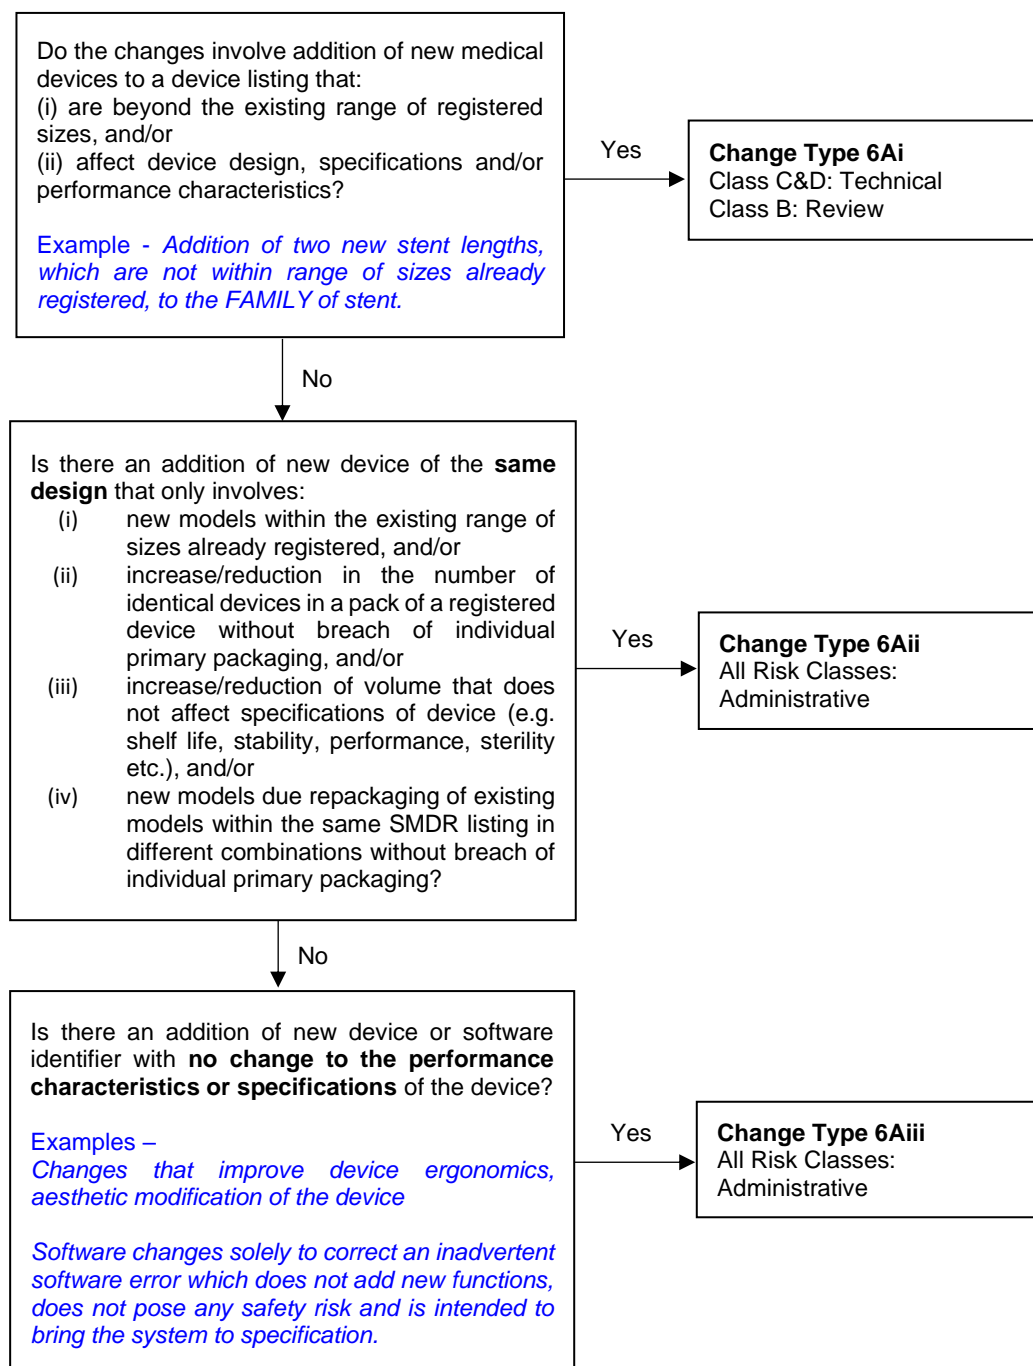 Do the changes involve addition of new medical
devices to a device listing that:
(i) are beyond the existing range of registered
sizes, and/or
(ii) affect device design, specifications and/or
performance characteristics?
Example - Addition of two new stent lengths,
which are not within range of sizes already
registered, to the FAMILY of stent.
Yes
Change Type 6Ai
Class C&D: Technical
Class B: Review
No
Is there an addition of new device of the same
design that only involves:
(i) new models within the existing range of
sizes already registered, and/or
(ii) increase/reduction in the number of
identical devices in a pack of a registered
device without breach of individual
primary packaging, and/or
(iii) increase/reduction of volume that does
not affect specifications of device (e.g.
shelf life, stability, performance, sterility
etc.), and/or
(iv) new models due repackaging of existing
models within the same SMDR listing in
different combinations without breach of
individual primary packaging?
Yes
Change Type 6Aii
All Risk Classes:
Administrative
No
Is there an addition of new device or software
identifier with no change to the performance
characteristics or specifications of the device?
Examples –
Changes that improve device ergonomics,
aesthetic modification of the device
Software changes solely to correct an inadvertent
software error which does not add new functions,
does not pose any safety risk and is intended to
bring the system to specification.
Yes
Change Type 6Aiii
All Risk Classes:
Administrative